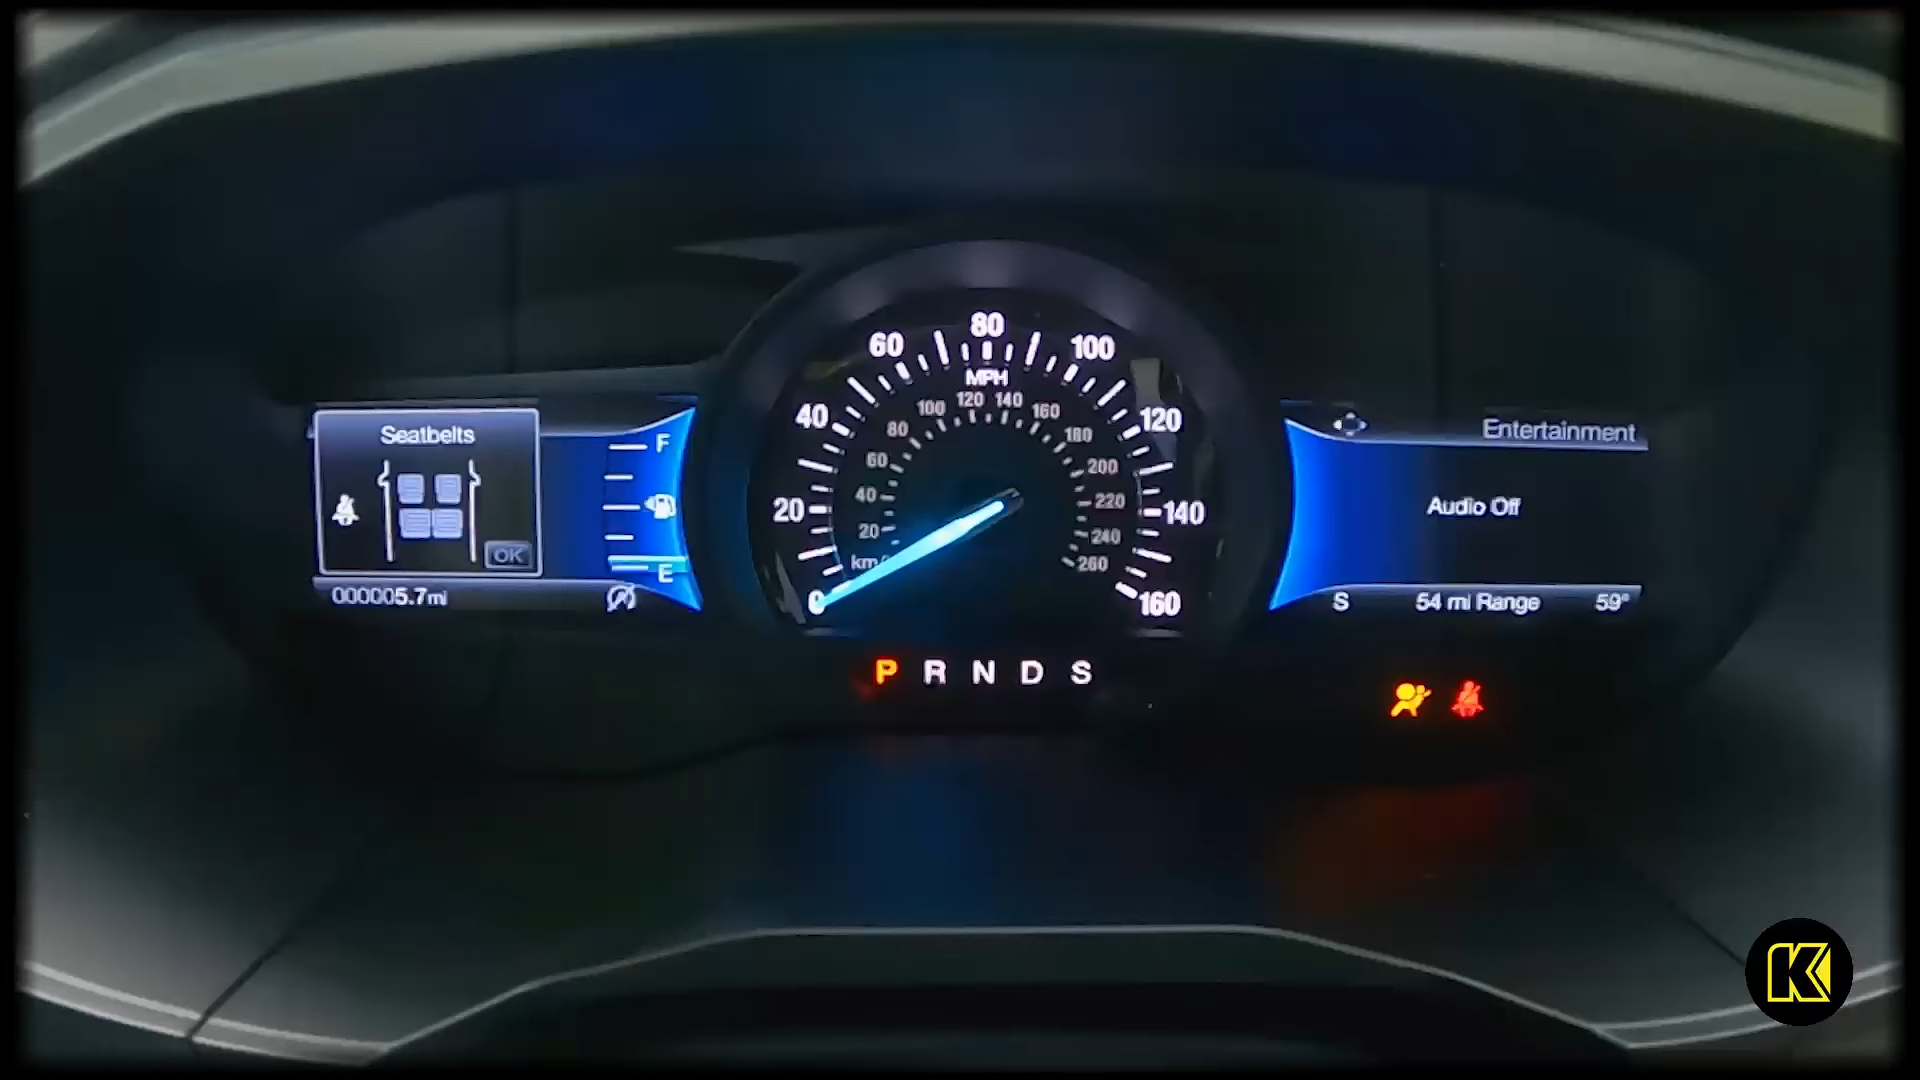 Seatbelts
OK
F
E
000005.7mi
0
20
40
60
80
100
120
140
160
MPH
km/
20
40
60
80
100
120
140
160
180
200
220
240
260
P R N D S
Entertainment
Audio Off
S 54 mi Range 59°
K